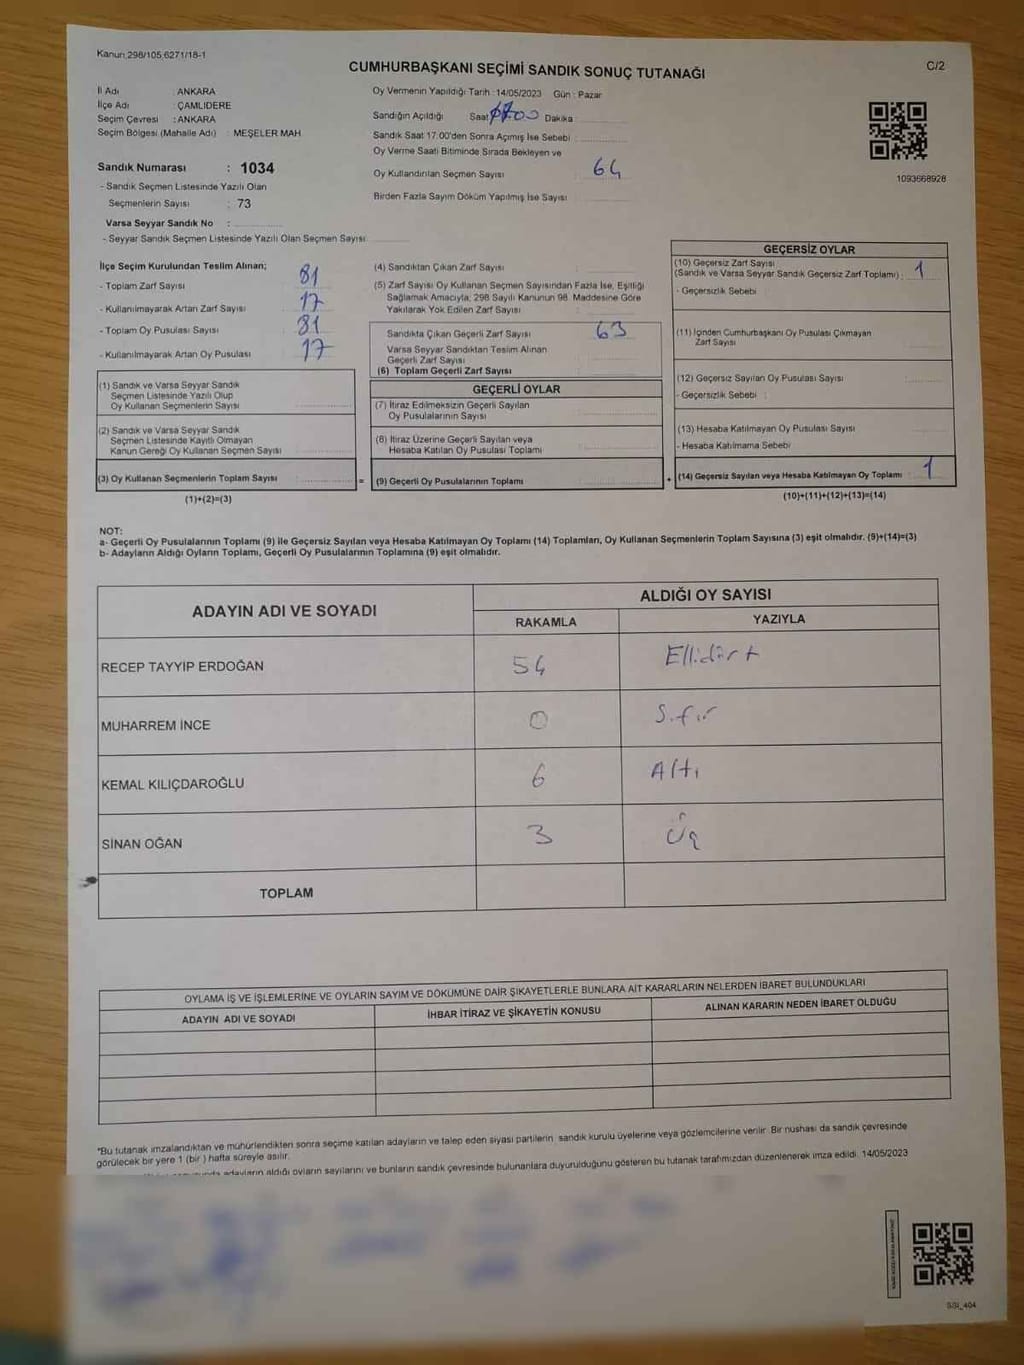 Kanun:298/105,6271/18-1
C/2
CUMHURBAŞKANI SEÇİMİ SANDIK SONUÇ TUTANAĞI
İl Adı : ANKARA
İlçe Adı : ÇAMLIDERE
Seçim Çevresi : ANKARA
Seçim Bölgesi (Mahalle Adı) : MEŞELER MAH
Sandık Numarası : 1034
- Sandık Seçmen Listesinde Yazılı Olan
Seçmenlerin Sayısı : 73
Varsa Seyyar Sandık No :
- Seyyar Sandık Seçmen Listesinde Yazılı Olan Seçmen Sayısı
Oy Vermenin Yapıldığı Tarih : 14/05/2023 Gün : Pazar
Sandığın Açıldığı Saat 17.00 Dakika :
Sandık Saat 17.00'den Sonra Açımış İse Sebebi :
Oy Verme Saati Bitiminde Sırada Bekleyen ve
Oy Kullandırılan Seçmen Sayısı : 64
Birden Fazla Sayım Döküm Yapılmış İse Sayısı :
1093668928
İlçe Seçim Kurulundan Teslim Alınan;
- Toplam Zarf Sayısı : 81
- Kullanılmayarak Artan Zarf Sayısı : 17
- Toplam Oy Pusulası Sayısı : 81
- Kullanılmayarak Artan Oy Pusulası : 17
(1) Sandık ve Varsa Seyyar Sandık
Seçmen Listesinde Yazılı Olup
Oy Kullanan Seçmenlerin Sayısı :
(2) Sandık ve Varsa Seyyar Sandık
Seçmen Listesinde Kayıtlı Olmayan
Kanun Gereği Oy Kullanan Seçmen Sayısı :
(3) Oy Kullanan Seçmenlerin Toplam Sayısı : =
(1)+(2)=(3)
(4) Sandıktan Çıkan Zarf Sayısı :
(5) Zarf Sayısı Oy Kullanan Seçmen Sayısından Fazla İse, Eşitliği
Sağlamak Amacıyla; 298 Sayılı Kanunun 98. Maddesine Göre
Yakılarak Yok Edilen Zarf Sayısı :
Sandıkta Çıkan Geçerli Zarf Sayısı : 63
Varsa Seyyar Sandıktan Teslim Alınan
Geçerli Zarf Sayısı :
(6) Toplam Geçerli Zarf Sayısı :
GEÇERLİ OYLAR
(7) İtiraz Edilmeksizin Geçerli Sayılan
Oy Pusulalarının Sayısı :
(8) İtiraz Üzerine Geçerli Sayılan veya
Hesaba Katılan Oy Pusulası Toplamı :
(9) Geçerli Oy Pusulalarının Toplamı : +
GEÇERSİZ OYLAR
(10) Geçersiz Zarf Sayısı
(Sandık ve Varsa Seyyar Sandık Geçersiz Zarf Toplamı) : 1
- Geçersizlik Sebebi :
(11) İçinden Cumhurbaşkanı Oy Pusulası Çıkmayan
Zarf Sayısı :
(12) Geçersiz Sayılan Oy Pusulası Sayısı :
- Geçersizlik Sebebi :
(13) Hesaba Katılmayan Oy Pusulası Sayısı :
- Hesaba Katılmama Sebebi :
(14) Geçersiz Sayılan veya Hesaba Katılmayan Oy Toplamı : 1
(10)+(11)+(12)+(13)=(14)
NOT:
a- Geçerli Oy Pusulalarının Toplamı (9) ile Geçersiz Sayılan veya Hesaba Katılmayan Oy Toplamı (14) Toplamları, Oy Kullanan Seçmenlerin Toplam Sayısına (3) eşit olmalıdır. (9)+(14)=(3)
b- Adayların Aldığı Oyların Toplamı, Geçerli Oy Pusulalarının Toplamına (9) eşit olmalıdır.
ADAYIN ADI VE SOYADI
ALDIĞI OY SAYISI
RAKAMLA YAZIYLA
RECEP TAYYİP ERDOĞAN 54 Ellidört
MUHARREM İNCE 0 Sıfır
KEMAL KILIÇDAROĞLU 6 Altı
SİNAN OĞAN 3 Üç
TOPLAM
OYLAMA İŞ VE İŞLEMLERİNE VE OYLARIN SAYIM VE DÖKÜMÜNE DAİR ŞİKAYETLERLE BUNLARA AİT KARARLARIN NELERDEN İBARET BULUNDUKLARI
ADAYIN ADI VE SOYADI İHBAR İTİRAZ VE ŞİKAYETİN KONUSU ALINAN KARARIN NEDEN İBARET OLDUĞU
*Bu tutanak imzalandıktan ve mühürlendikten sonra seçime katılan adayların ve talep eden siyasi partilerin, sandık kurulu üyelerine veya gözlemcilerine verilir. Bir nüshası da sandık çevresinde
görülecek bir yere 1 (bir ) hafta süreyle asılır.
adayların aldığı oyların sayılarını ve bunların sandık çevresinde bulunanlara duyurulduğunu gösteren bu tutanak tarafımızdan düzenlenerek imza edildi. 14/05/2023
SSI_404